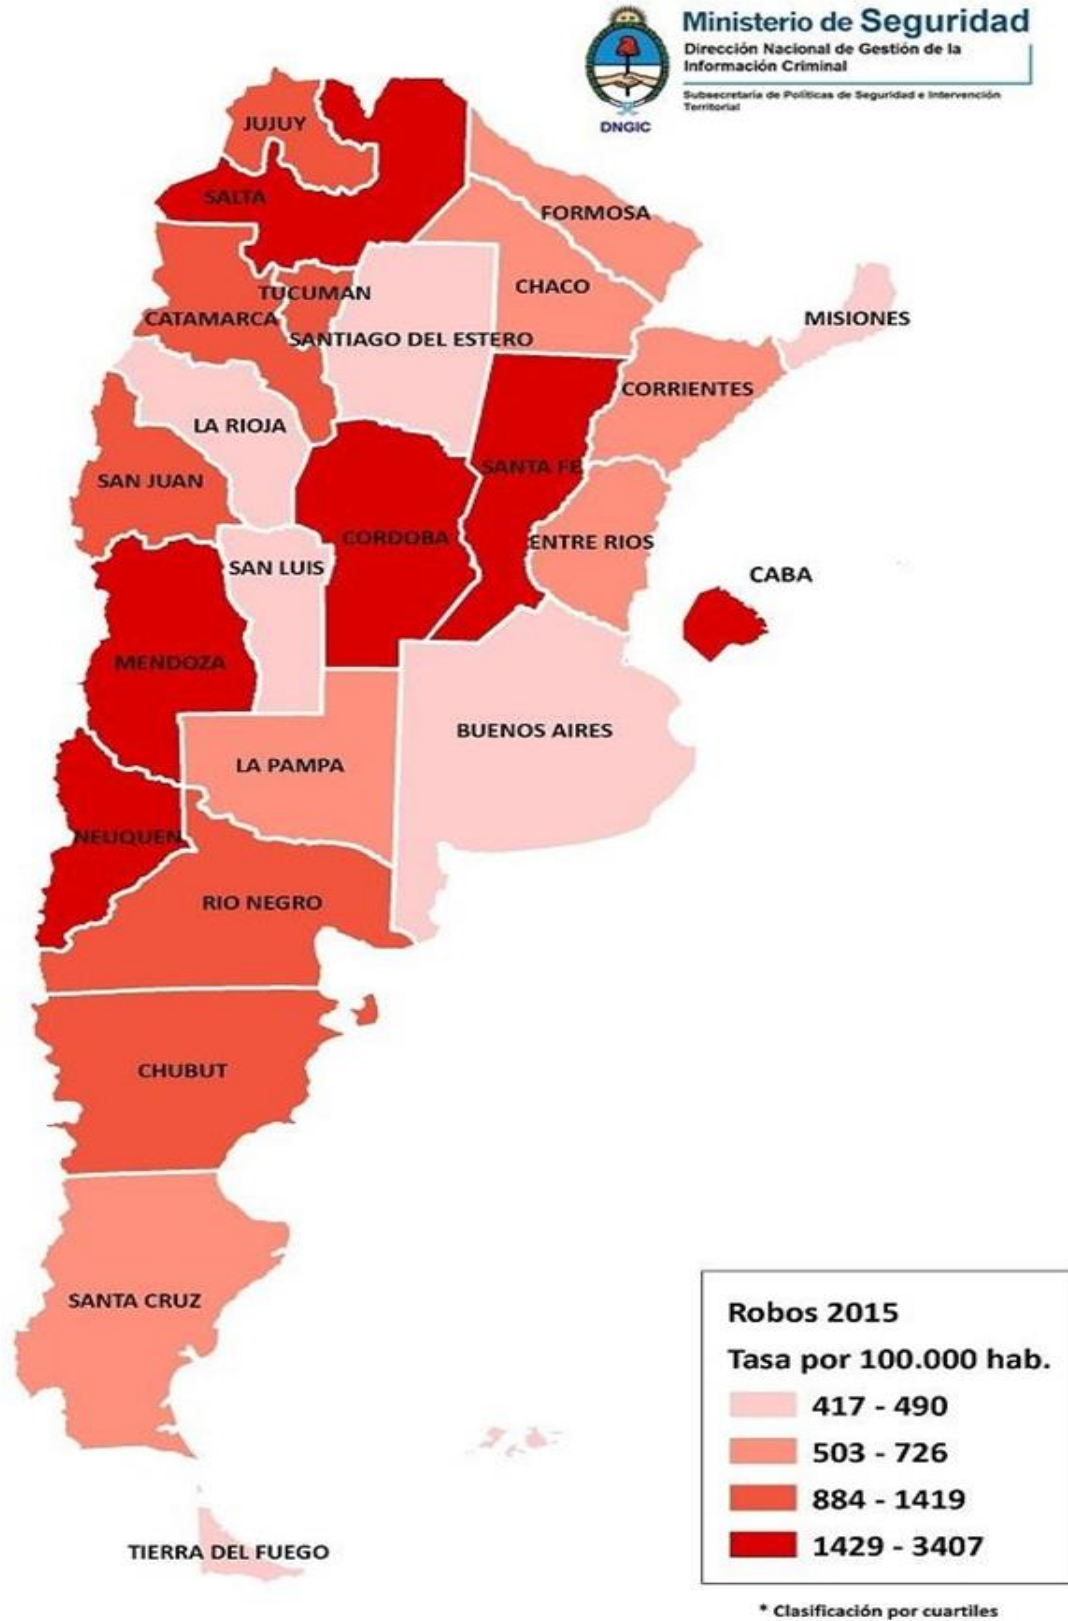 Ministerio de Seguridad
Dirección Nacional de Gestión de la
Información Criminal
Subsecretaría de Políticas de Seguridad e Intervención
Territorial
DNGIC
JUJUY
SALTA
FORMOSA
CHACO
TUCUMAN
CATAMARCA
MISIONES
SANTIAGO DEL ESTERO
CORRIENTES
LA RIOJA
SANTA FE
SAN JUAN
CORDOBA
ENTRE RIOS
SAN LUIS
CABA
MENDOZA
BUENOS AIRES
LA PAMPA
NEUQUEN
RIO NEGRO
CHUBUT
SANTA CRUZ
TIERRA DEL FUEGO
Robos 2015
Tasa por 100.000 hab.
417 - 490
503 - 726
884 - 1419
1429 - 3407
* Clasificación por cuartiles